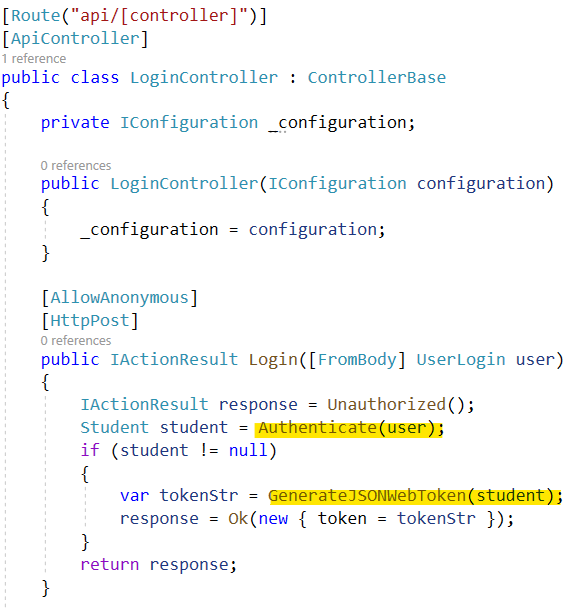 [Route("api/[controller]")]
[ApiController]
1 reference
public class LoginController : ControllerBase
{
private IConfiguration _configuration;
0 references
public LoginController(IConfiguration configuration)
{
_configuration = configuration;
}
[AllowAnonymous]
[HttpPost]
0 references
public IActionResult Login([FromBody] UserLogin user)
{
IActionResult response = Unauthorized();
Student student = Authenticate(user);
if (student != null)
{
var tokenStr = GenerateJSONWebToken(student);
response = Ok(new { token = tokenStr });
}
return response;
}